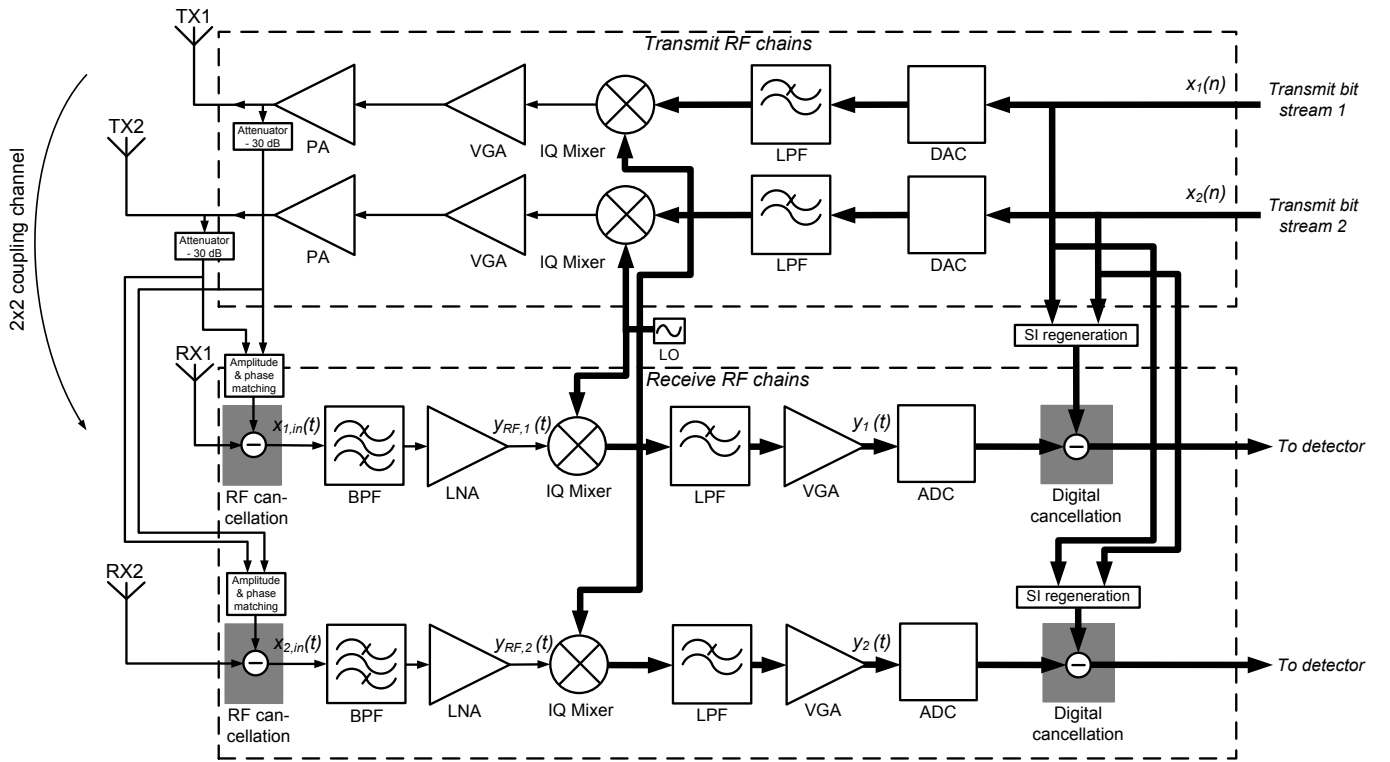 TX1
Transmit RF chains
x1(n)
Transmit bit
stream 1
Attenuator
- 30 dB
PA
VGA
IQ Mixer
LPF
DAC
TX2
x2(n)
Transmit bit
stream 2
Attenuator
- 30 dB
PA
VGA
IQ Mixer
LPF
DAC
2x2 coupling channel
LO
SI regeneration
RX1
Amplitude
& phase
matching
Receive RF chains
x1,in(t)
yRF,1 (t)
y1 (t)
To detector
RF can-
cellation
BPF
LNA
IQ Mixer
LPF
VGA
ADC
Digital
cancellation
RX2
Amplitude
& phase
matching
SI regeneration
x2,in(t)
yRF,2 (t)
y2 (t)
To detector
RF can-
cellation
BPF
LNA
IQ Mixer
LPF
VGA
ADC
Digital
cancellation